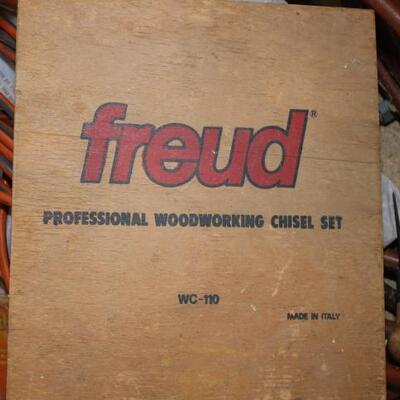 freud®
PROFESSIONAL WOODWORKING CHISEL SET
WC-110
MADE IN ITALY